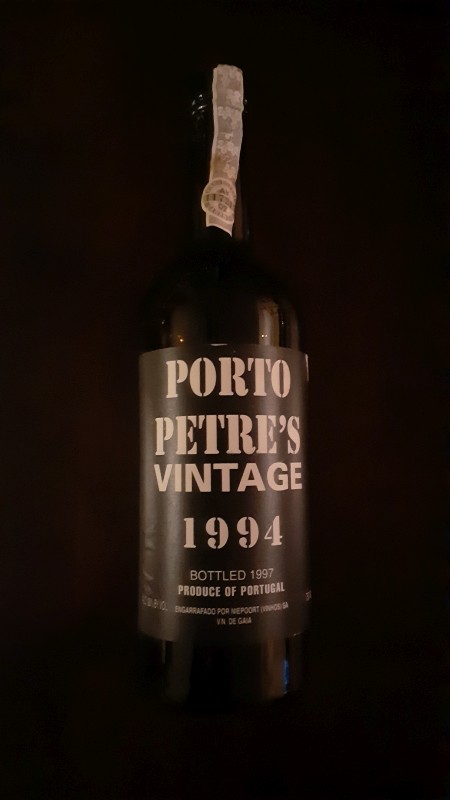 PORTO
PETRE'S
VINTAGE
1994
BOTTLED 1997
PRODUCE OF PORTUGAL
ENGARRAFADO POR NIEPOORT (VINHOS) SA
V.N. DE GAIA